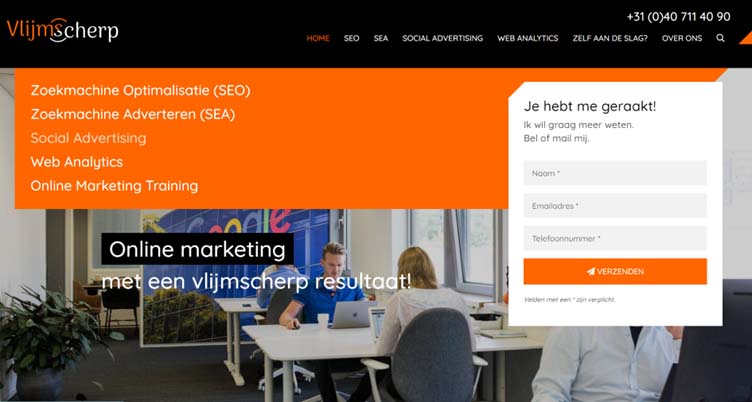 Vlijmscherp
+31 (0)40 711 40 90
HOME SEO SEA SOCIAL ADVERTISING WEB ANALYTICS ZELF AAN DE SLAG? OVER ONS
Zoekmachine Optimalisatie (SEO)
Zoekmachine Adverteren (SEA)
Social Advertising
Web Analytics
Online Marketing Training
Google
Online marketing
met een vlijmscherp resultaat!
Je hebt me geraakt!
Ik wil graag meer weten.
Bel of mail mij.
Naam *
Emailadres *
Telefoonnummer *
VERZENDEN
Velden met een * zijn verplicht.